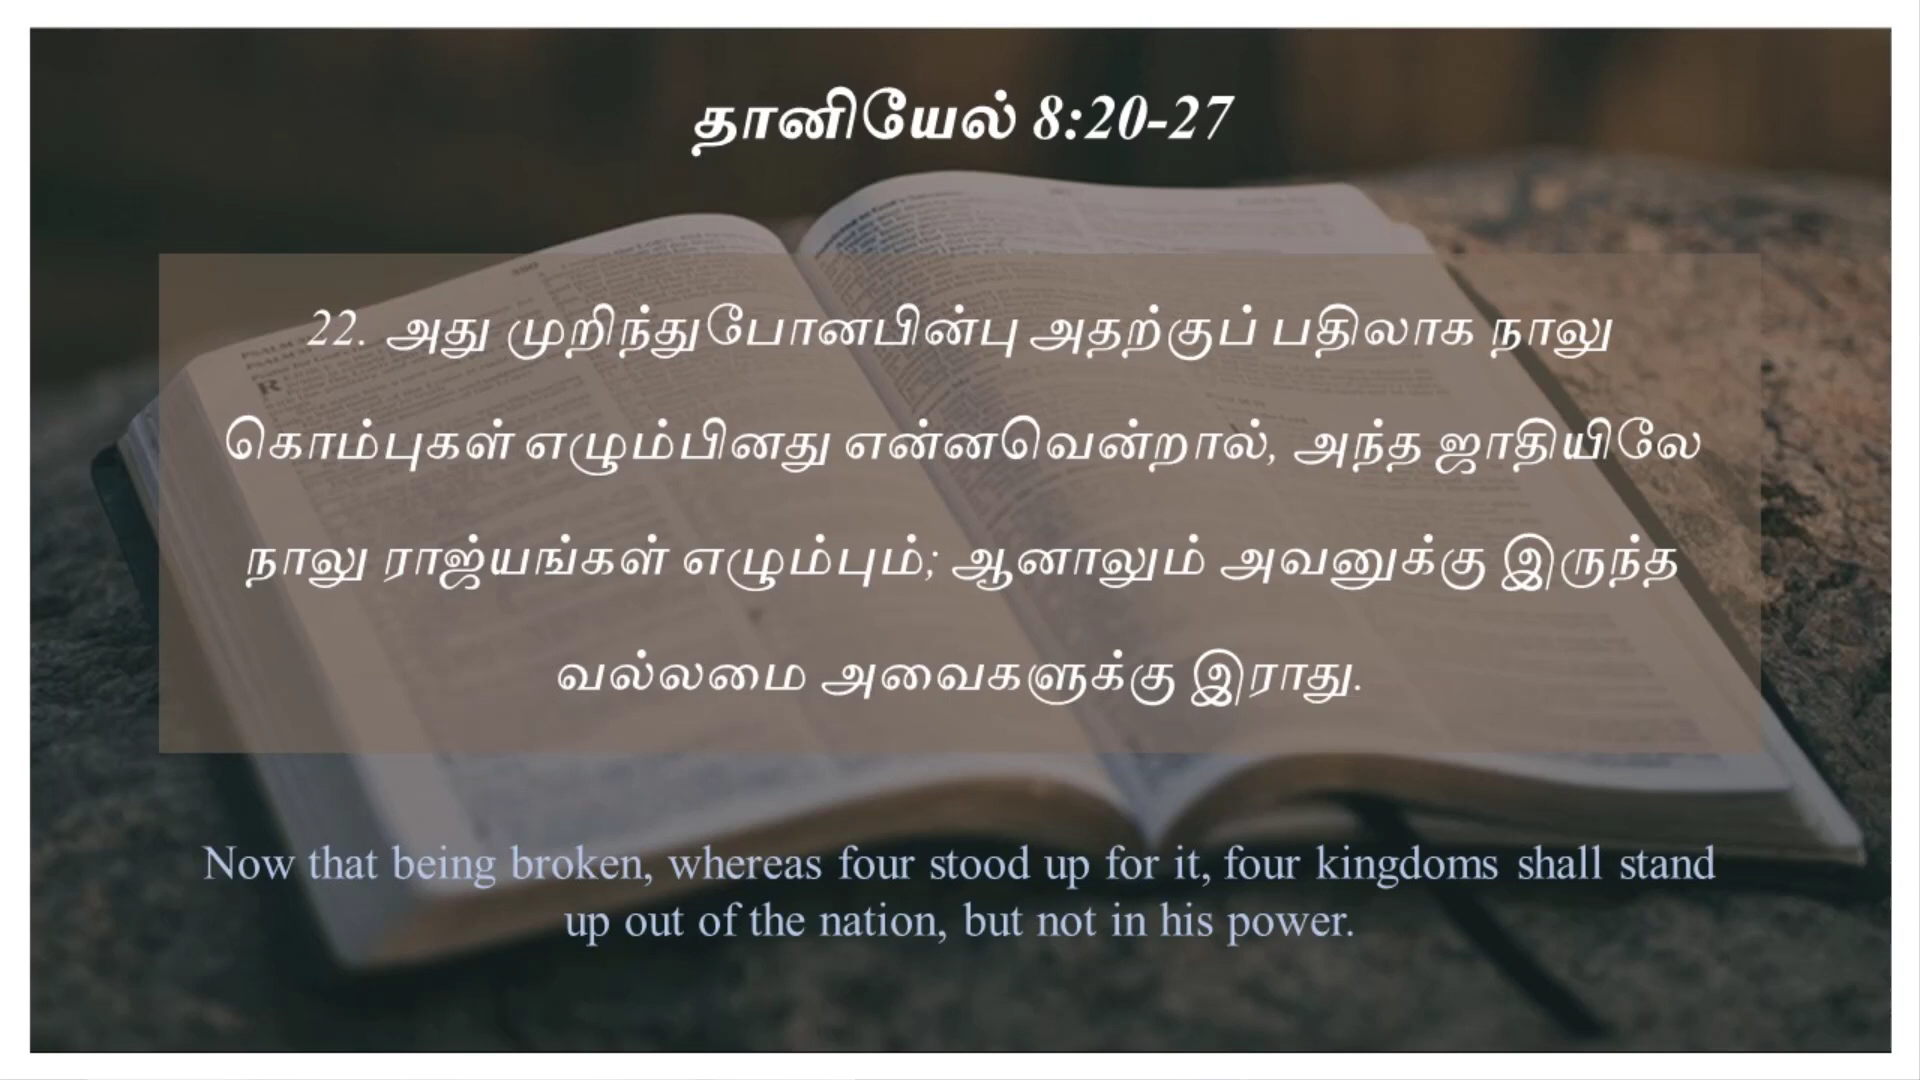 தானியேல் 8:20-27
22. அது முறிந்துபோனபின்பு அதற்குப் பதிலாக நாலு
கொம்புகள் எழும்பினது என்னவென்றால், அந்த ஜாதியிலே
நாலு ராஜ்யங்கள் எழும்பும்; ஆனாலும் அவனுக்கு இருந்த
வல்லமை அவைகளுக்கு இராது.
Now that being broken, whereas four stood up for it, four kingdoms shall stand
up out of the nation, but not in his power.